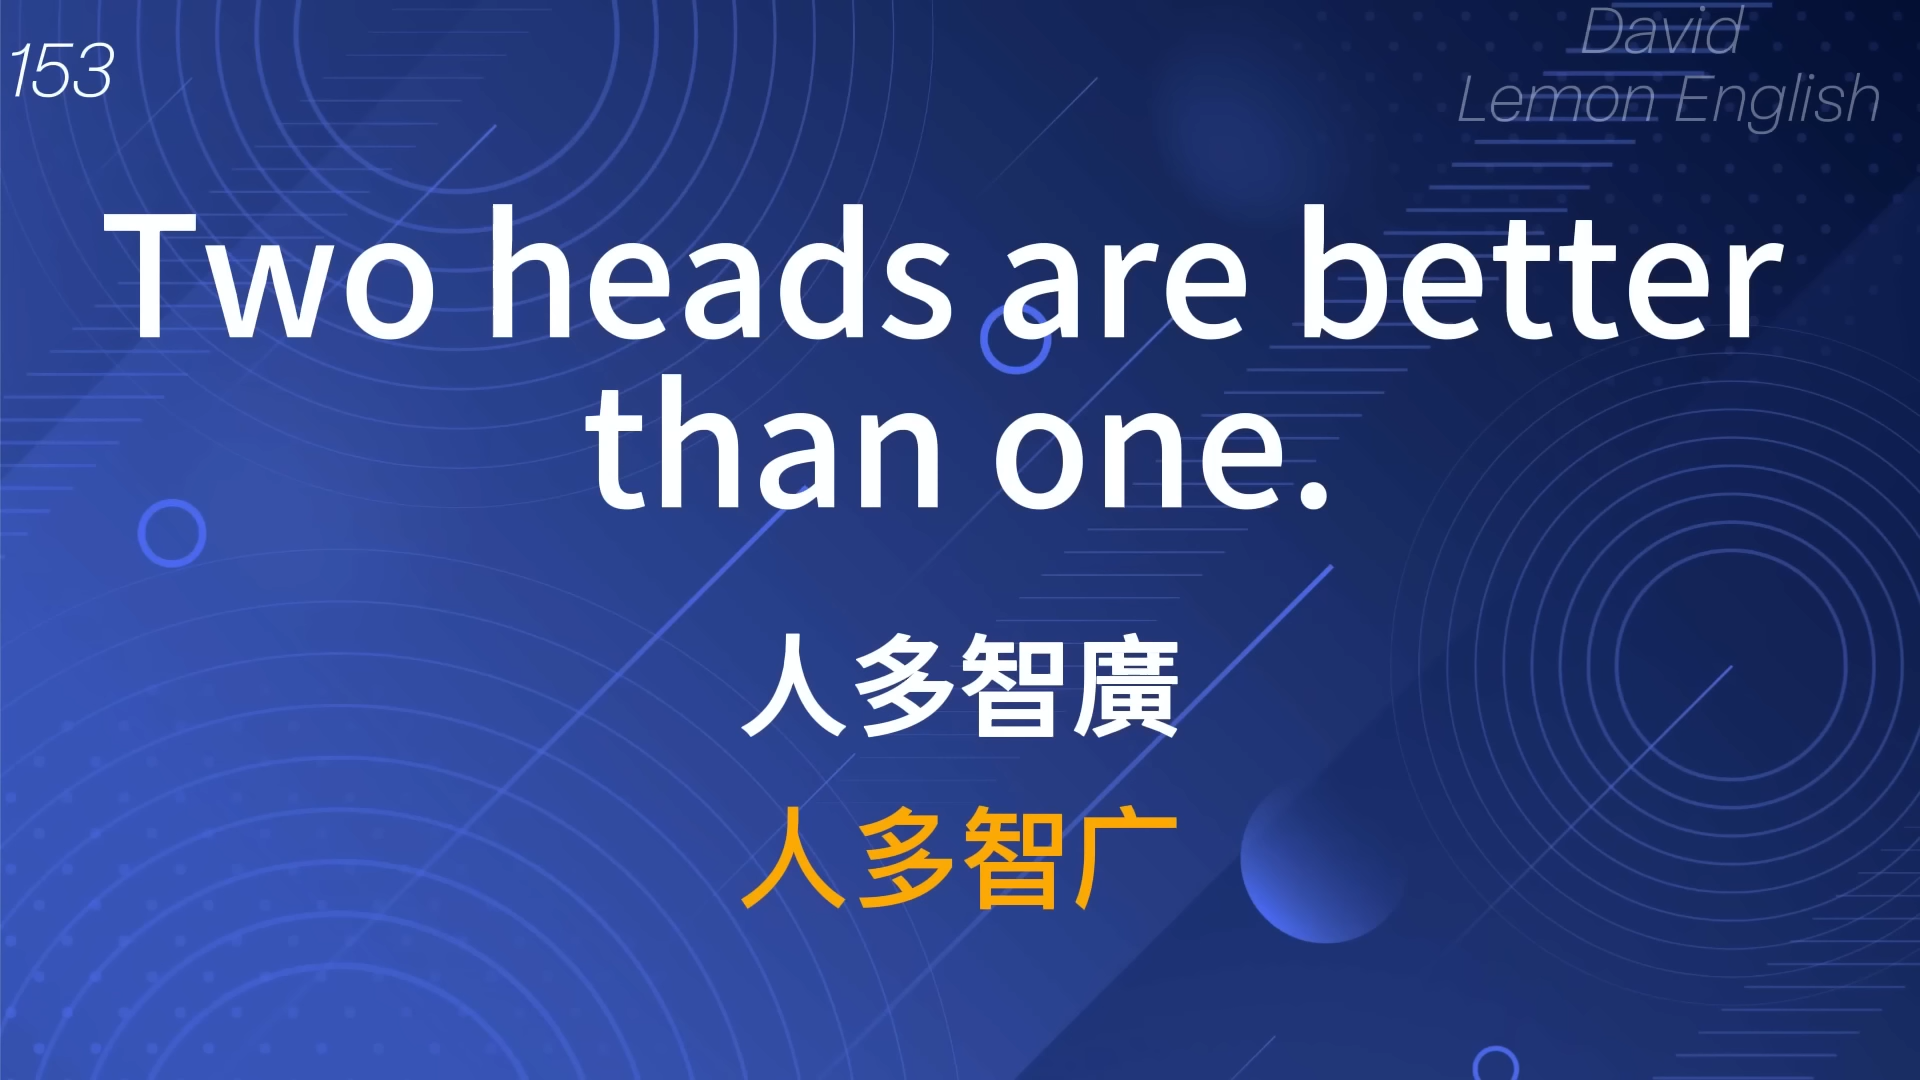 153
David
Lemon English
Two heads are better
than one.
人多智廣
人多智广